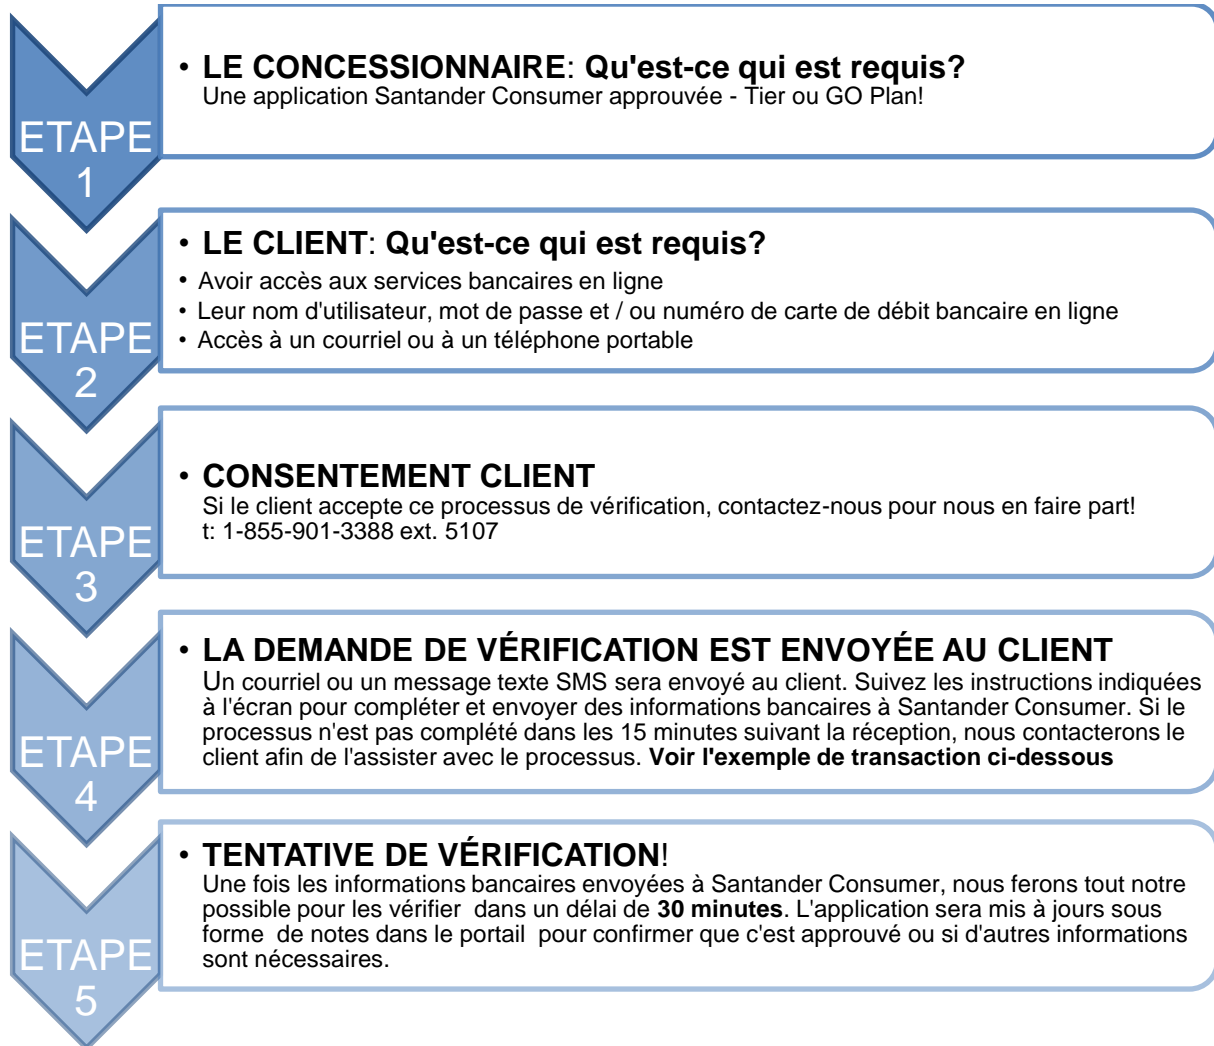 ETAPE
1
• LE CONCESSIONNAIRE: Qu'est-ce qui est requis?
Une application Santander Consumer approuvée - Tier ou GO Plan!
ETAPE
2
• LE CLIENT: Qu'est-ce qui est requis?
• Avoir accès aux services bancaires en ligne
• Leur nom d'utilisateur, mot de passe et / ou numéro de carte de débit bancaire en ligne
• Accès à un courriel ou à un téléphone portable
ETAPE
3
• CONSENTEMENT CLIENT
Si le client accepte ce processus de vérification, contactez-nous pour nous en faire part!
t: 1-855-901-3388 ext. 5107
ETAPE
4
• LA DEMANDE DE VÉRIFICATION EST ENVOYÉE AU CLIENT
Un courriel ou un message texte SMS sera envoyé au client. Suivez les instructions indiquées
à l'écran pour compléter et envoyer des informations bancaires à Santander Consumer. Si le
processus n'est pas complété dans les 15 minutes suivant la réception, nous contacterons le
client afin de l'assister avec le processus. Voir l'exemple de transaction ci-dessous
ETAPE
5
• TENTATIVE DE VÉRIFICATION!
Une fois les informations bancaires envoyées à Santander Consumer, nous ferons tout notre
possible pour les vérifier dans un délai de 30 minutes. L'application sera mis à jours sous
forme de notes dans le portail pour confirmer que c'est approuvé ou si d'autres informations
sont nécessaires.